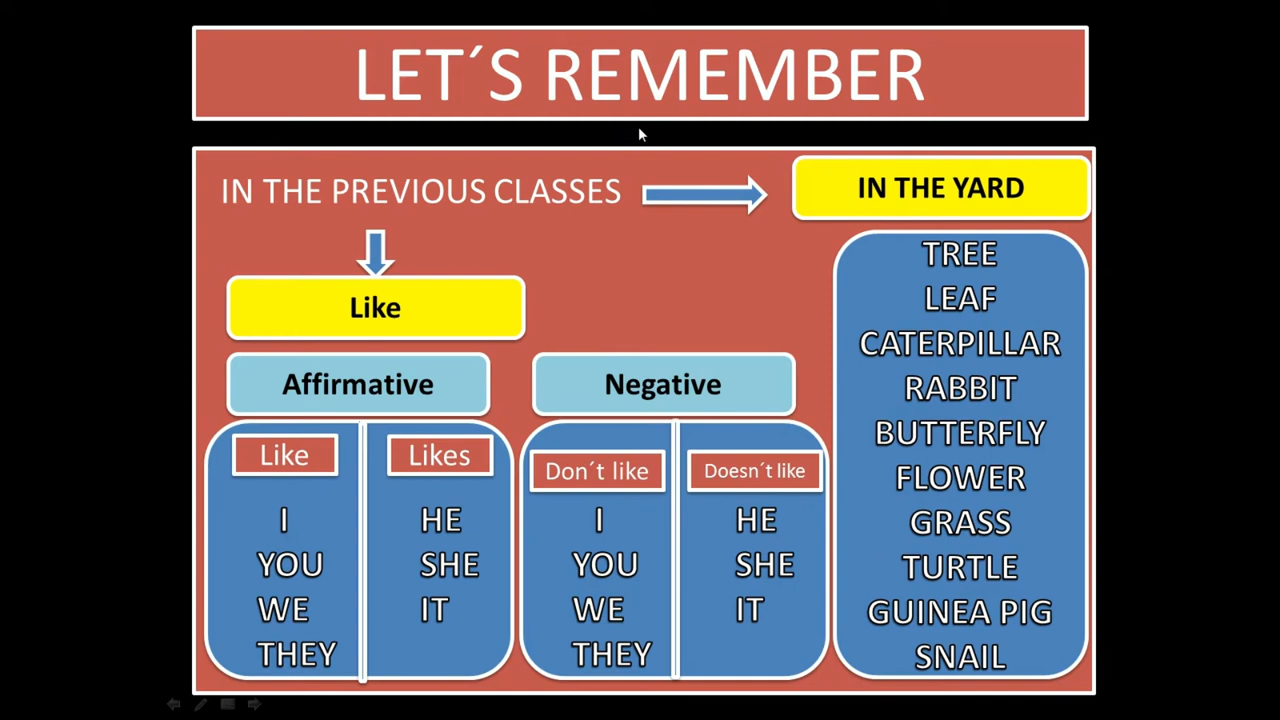 LET´S REMEMBER
IN THE PREVIOUS CLASSES
IN THE YARD
Like
Affirmative
Negative
Like
Likes
Don´t like
Doesn´t like
I
YOU
WE
THEY
HE
SHE
IT
I
YOU
WE
THEY
HE
SHE
IT
TREE
LEAF
CATERPILLAR
RABBIT
BUTTERFLY
FLOWER
GRASS
TURTLE
GUINEA PIG
SNAIL